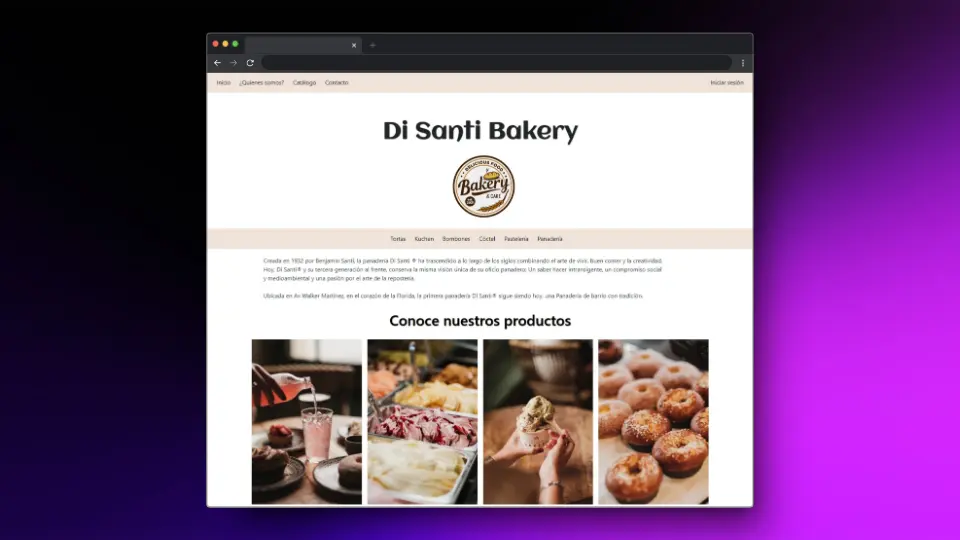 Inicio ¿Quienes somos? Catálogo Contacto Iniciar sesión
Di Santi Bakery
DELICIOUS FOOD
Bakery
& CAKE
Tortas Kuchen Bombones Cóctel Pastelería Panadería
Creada en 1932 por Benjamin Santi, la panadería Di Santi ® ha trascendido a lo largo de los siglos combinando el arte de vivir, buen comer y la creatividad.
Hoy, Di Santi® y su tercera generación al frente, conserva la misma visión única de su oficio panadero: Un saber hacer intransigente, un compromiso social
y medioambiental y una pasión por el arte de la repostería.
Ubicada en Av Walker Martínez, en el corazón de la Florida, la primera panadería Di Santi® sigue siendo hoy, una Panadería de barrio con tradición.
Conoce nuestros productos